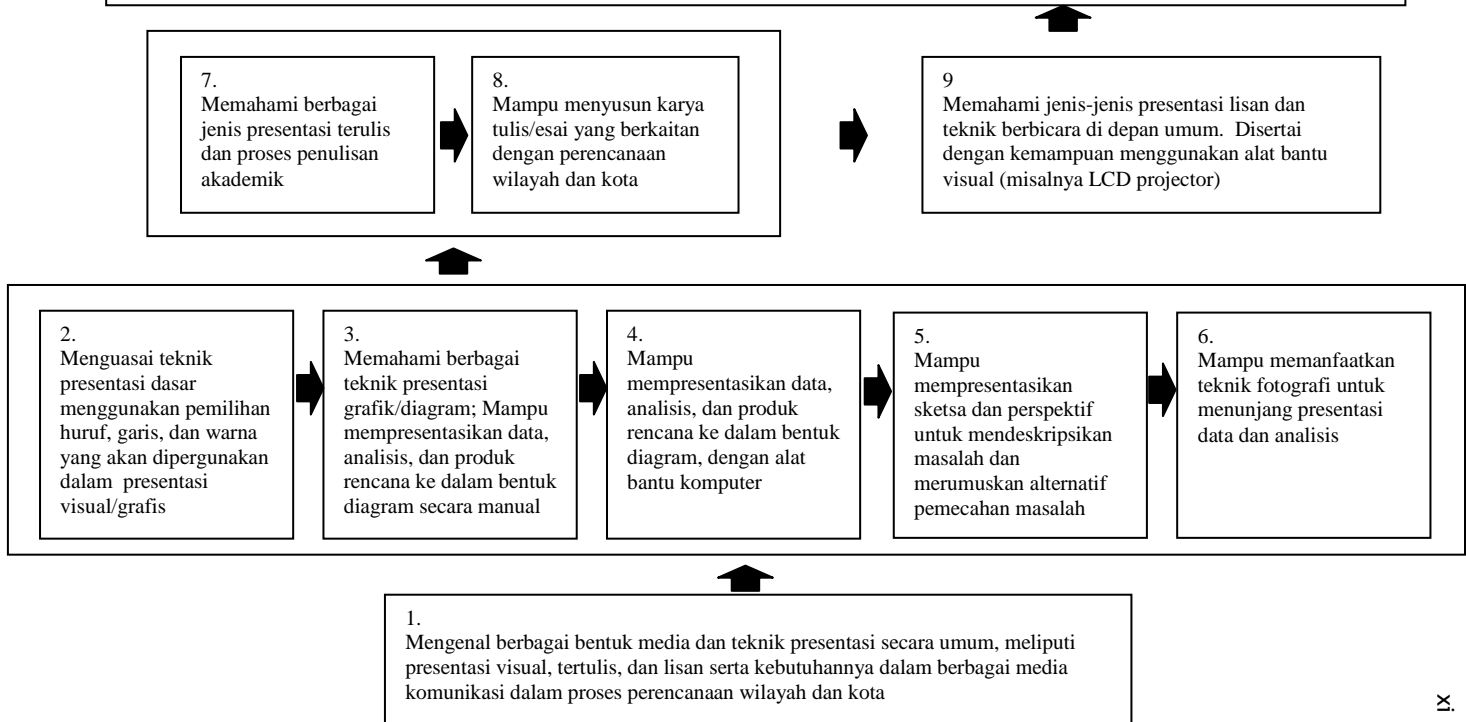 7.
Memahami berbagai
jenis presentasi terulis
dan proses penulisan
akademik
8.
Mampu menyusun karya
tulis/esai yang berkaitan
dengan perencanaan
wilayah dan kota
9
Memahami jenis-jenis presentasi lisan dan
teknik berbicara di depan umum.  Disertai
dengan kemampuan menggunakan alat bantu
visual (misalnya LCD projector)
2.
Menguasai teknik
presentasi dasar
menggunakan pemilihan
huruf, garis, dan warna
yang akan dipergunakan
dalam  presentasi
visual/grafis
3.
Memahami berbagai
teknik presentasi
grafik/diagram; Mampu
mempresentasikan data,
analisis, dan produk
rencana ke dalam bentuk
diagram secara manual
4.
Mampu
mempresentasikan data,
analisis, dan produk
rencana ke dalam bentuk
diagram, dengan alat
bantu komputer
5.
Mampu
mempresentasikan
sketsa dan perspektif
untuk mendeskripsikan
masalah dan
merumuskan alternatif
pemecahan masalah
6.
Mampu memanfaatkan
teknik fotografi untuk
menunjang presentasi
data dan analisis
1.
Mengenal berbagai bentuk media dan teknik presentasi secara umum, meliputi
presentasi visual, tertulis, dan lisan serta kebutuhannya dalam berbagai media
komunikasi dalam proses perencanaan wilayah dan kota
xi